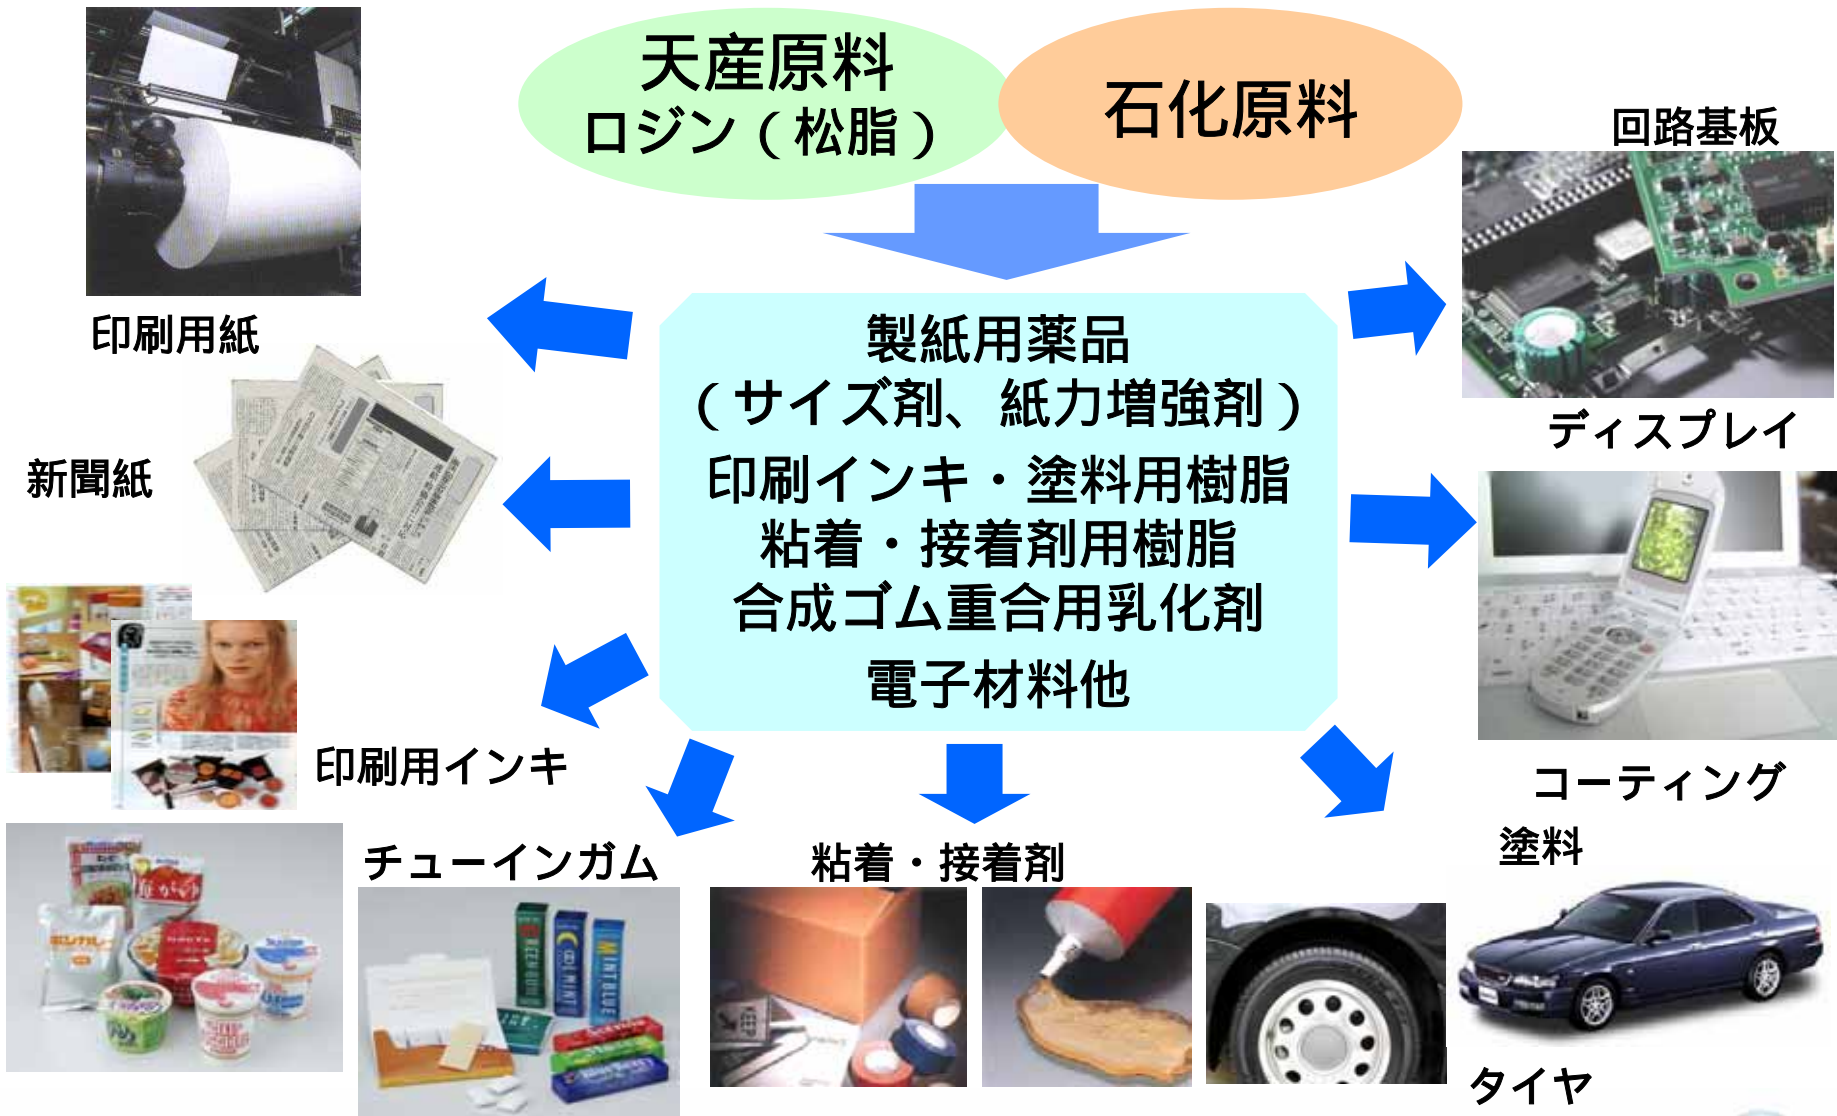 天産原料
ロジン（松脂）
石化原料
回路基板
印刷用紙
製紙用薬品
（サイズ剤、紙力増強剤）
印刷インキ・塗料用樹脂
粘着・接着剤用樹脂
合成ゴム重合用乳化剤
電子材料他
ディスプレイ
新聞紙
印刷用インキ
コーティング
塗料
チューインガム
粘着・接着剤
タイヤ